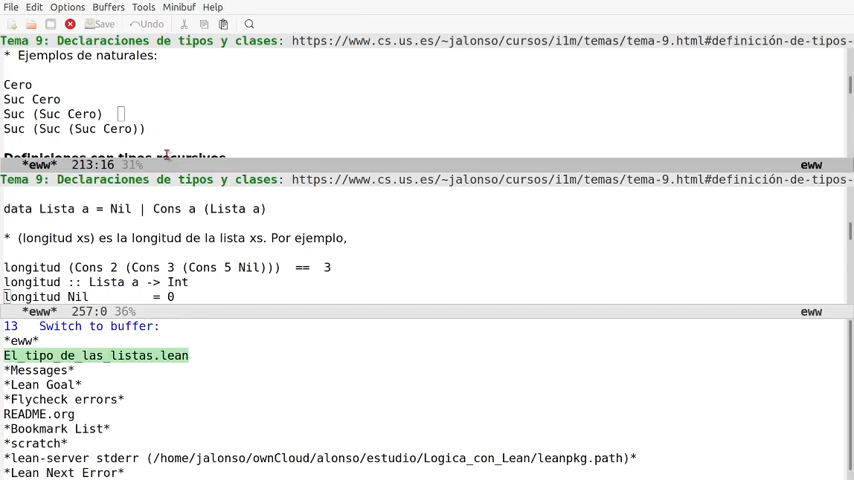 File Edit Options Buffers Tools Minibuf Help
Save Undo
Tema 9: Declaraciones de tipos y clases: https://www.cs.us.es/~jalonso/cursos/i1m/temas/tema-9.html#definición-de-tipos-
* Ejemplos de naturales:
Cero
Suc Cero
Suc (Suc Cero)
Suc (Suc (Suc Cero))
Definiciones con tipos recursivos
*eww* 213:16 31% eww
Tema 9: Declaraciones de tipos y clases: https://www.cs.us.es/~jalonso/cursos/i1m/temas/tema-9.html#definición-de-tipos-
data Lista a = Nil | Cons a (Lista a)
* (longitud xs) es la longitud de la lista xs. Por ejemplo,
longitud (Cons 2 (Cons 3 (Cons 5 Nil))) == 3
longitud :: Lista a -> Int
longitud Nil = 0
*eww* 257:0 36% eww
13 Switch to buffer:
*eww*
El_tipo_de_las_listas.lean
*Messages*
*Lean Goal*
*Flycheck errors*
README.org
*Bookmark List*
*scratch*
*lean-server stderr (/home/jalonso/ownCloud/alonso/estudio/Logica_con_Lean/leanpkg.path)*
*Lean Next Error*